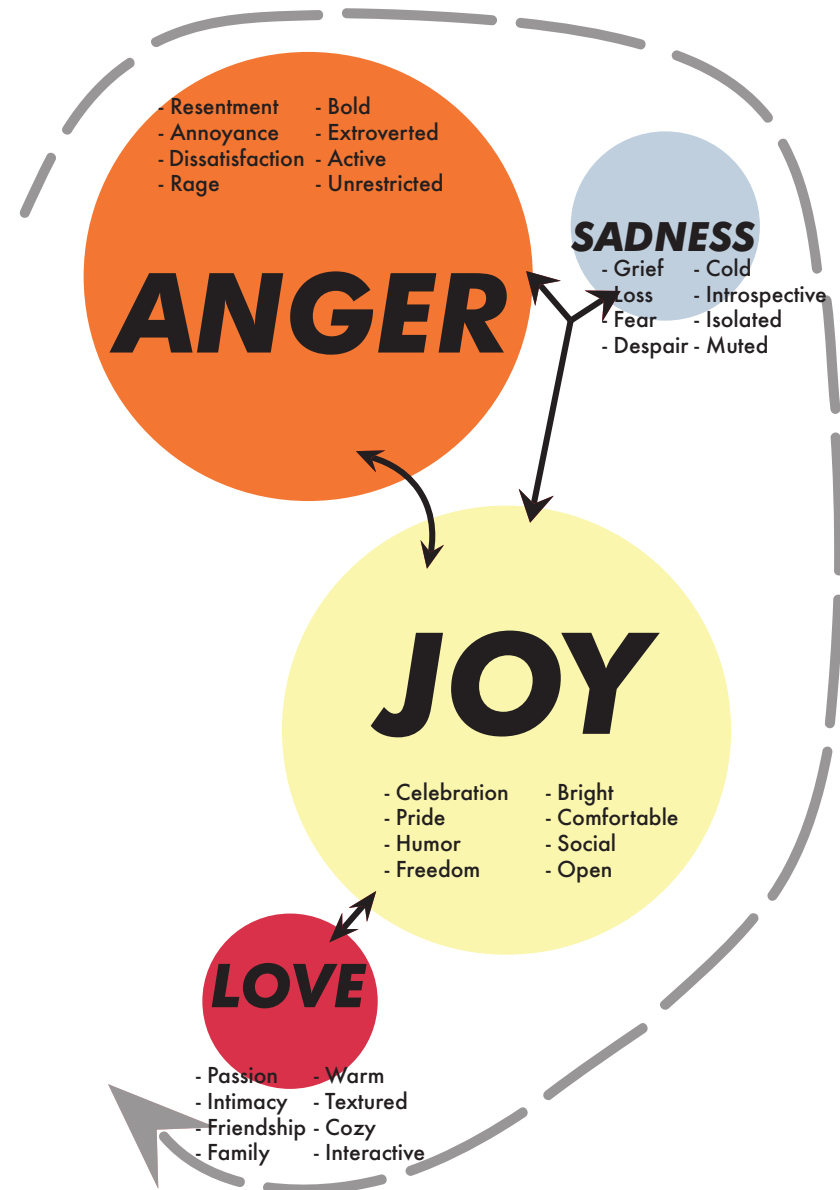 - Resentment - Bold
- Annoyance - Extroverted
- Dissatisfaction - Active
- Rage - Unrestricted
ANGER
SADNESS
- Grief - Cold
- Loss - Introspective
- Fear - Isolated
- Despair - Muted
JOY
- Celebration - Bright
- Pride - Comfortable
- Humor - Social
- Freedom - Open
LOVE
- Passion - Warm
- Intimacy - Textured
- Friendship - Cozy
- Family - Interactive